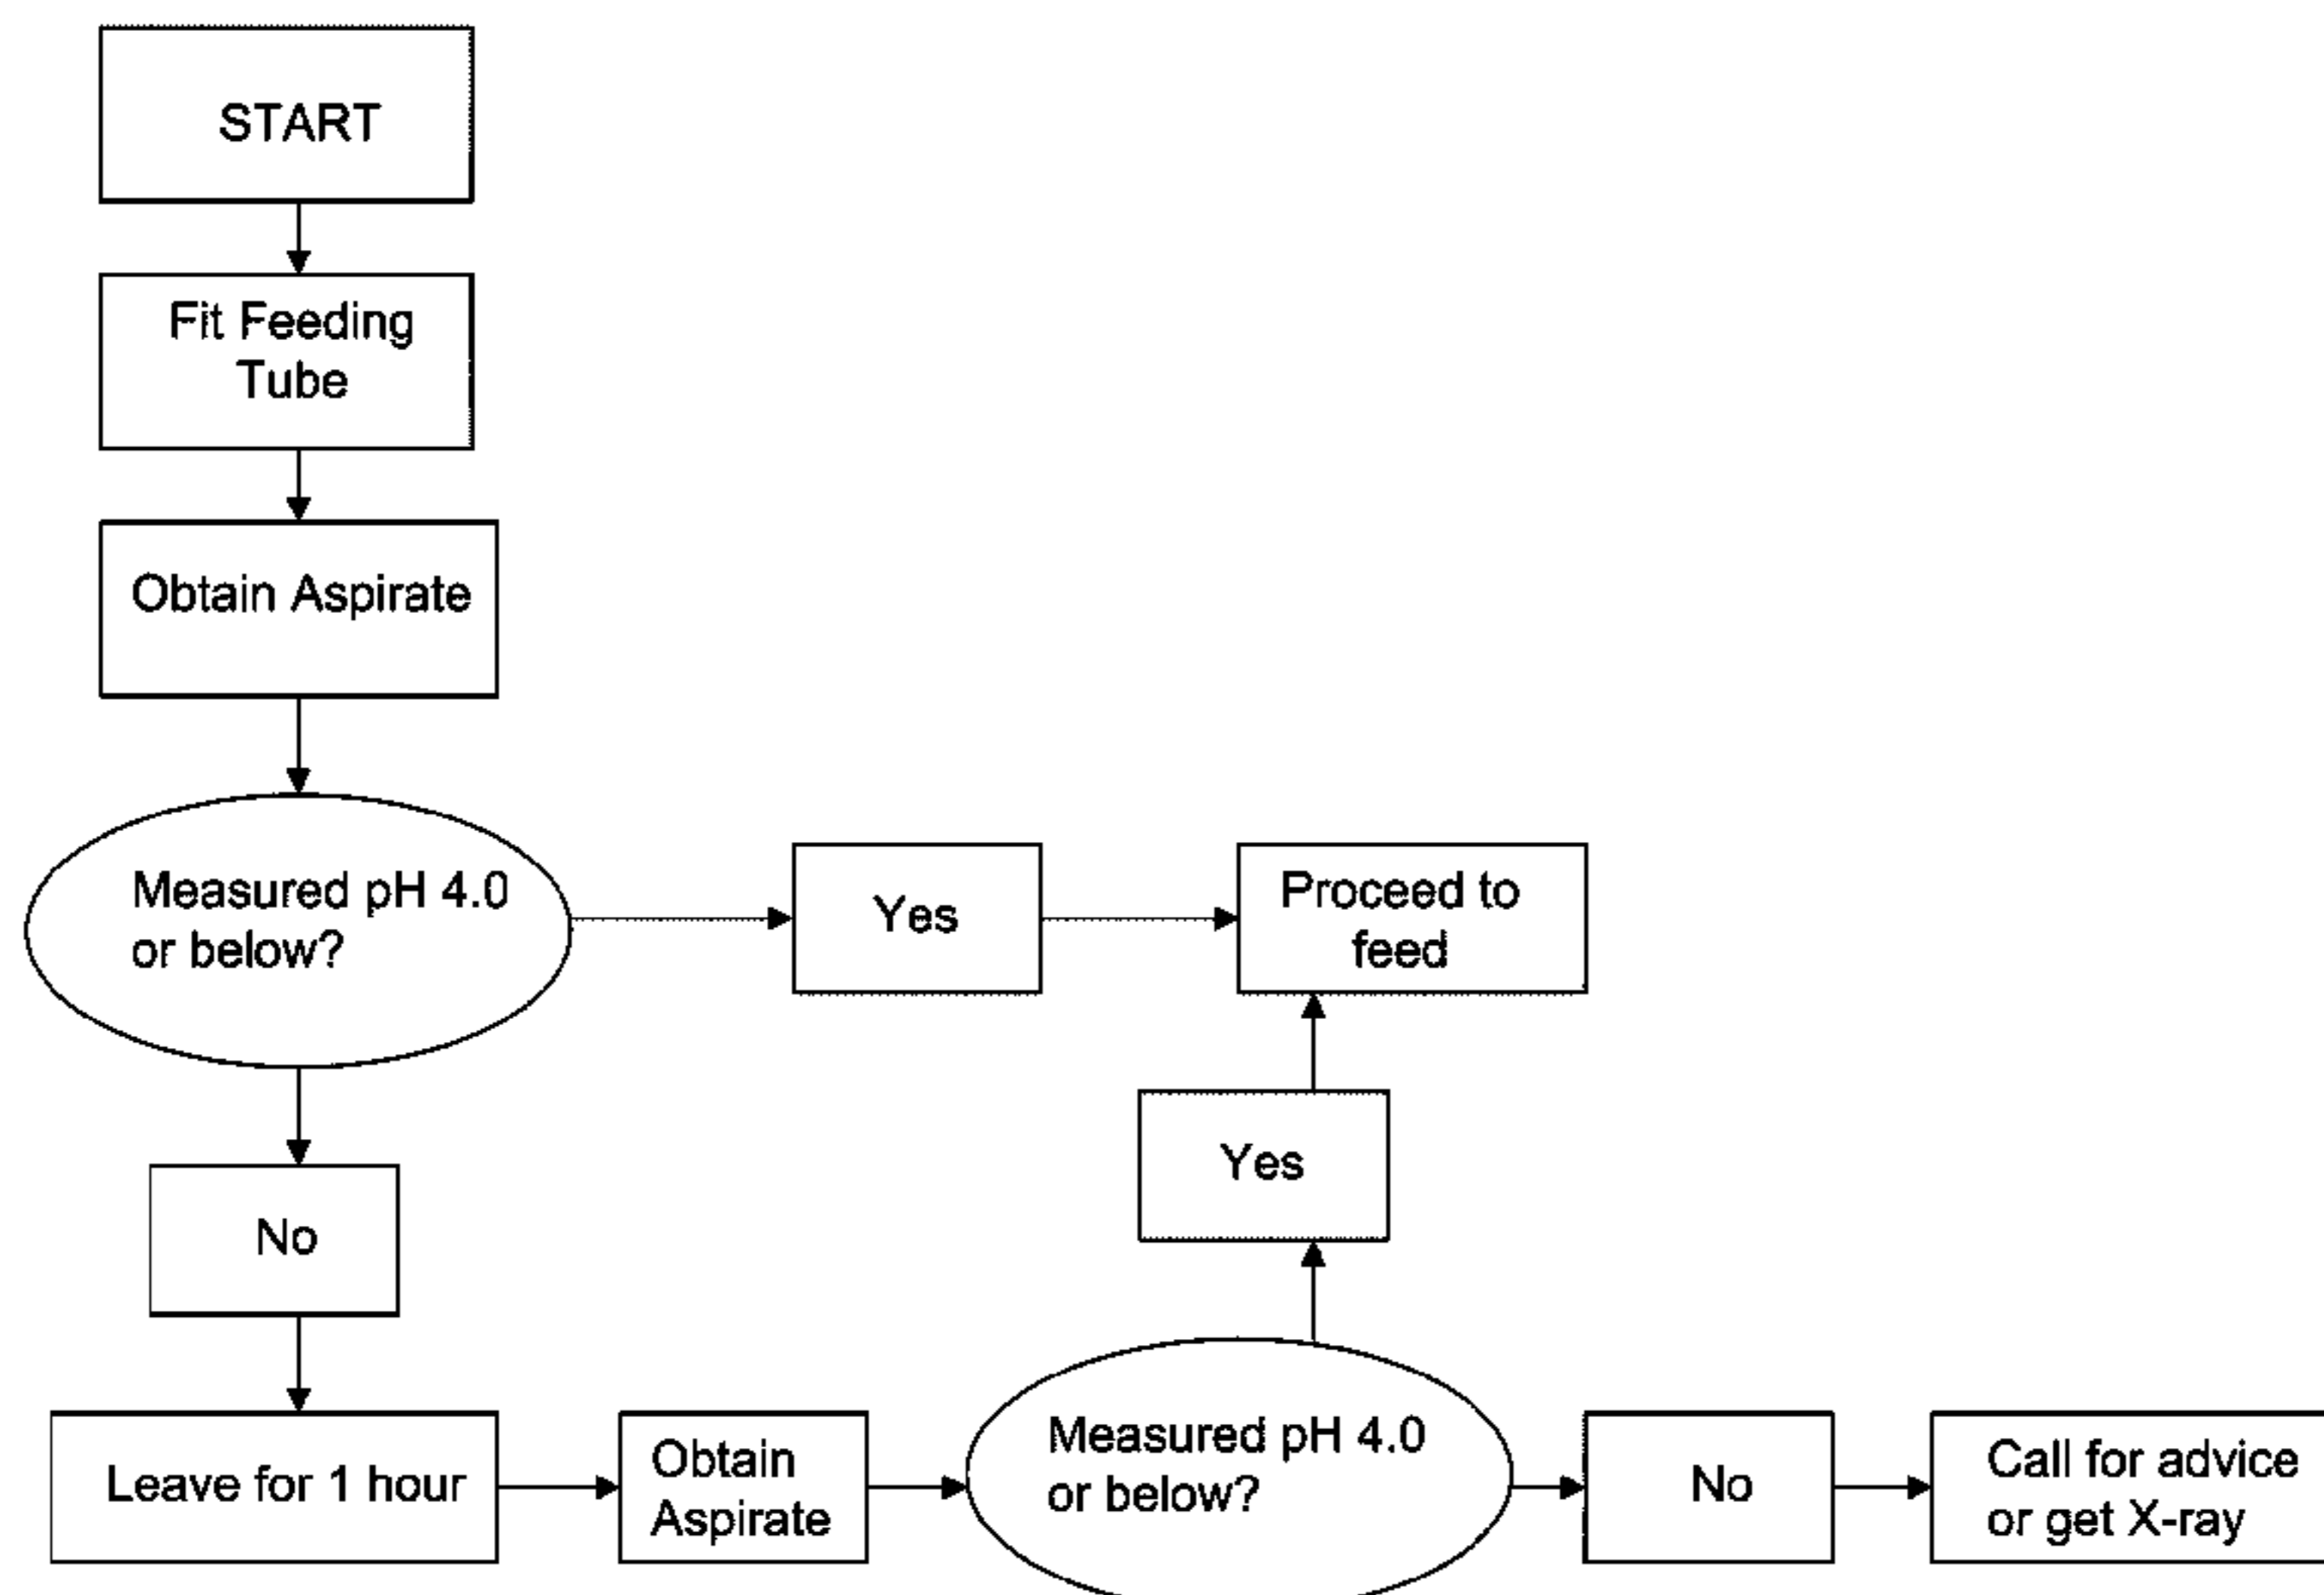 START
Fit Feeding
Tube
Obtain Aspirate
Measured pH 4.0
or below?
Yes
Proceed to
feed
Yes
No
Leave for 1 hour
Obtain
Aspirate
Measured pH 4.0
or below?
No
Call for advice
or get X-ray